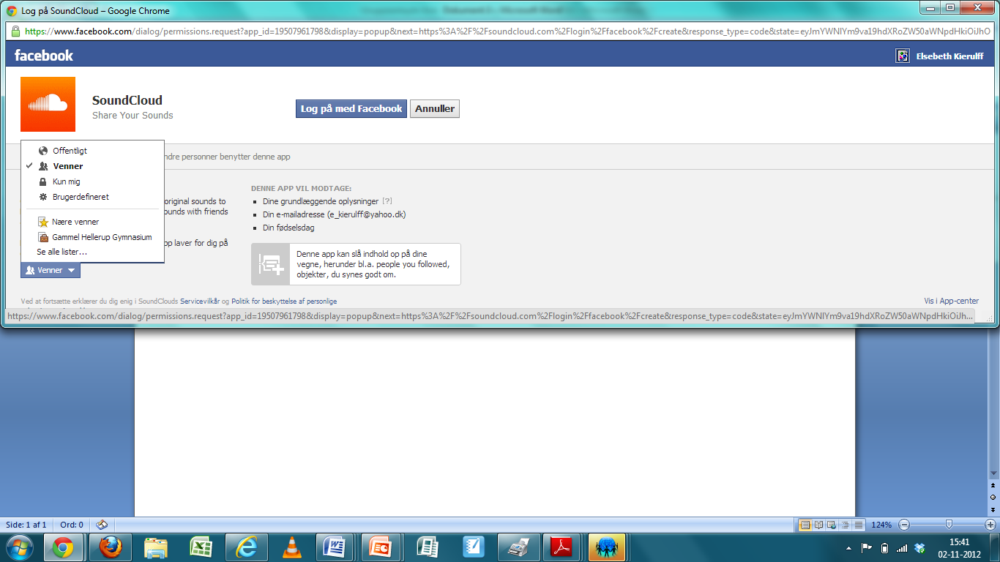 Log på SoundCloud – Google Chrome
https://www.facebook.com/dialog/permissions.request?app_id=19507961798&display=popup&next=https%3A%2F%2Fsoundcloud.com%2Flogin%2Ffacebook%2Fcreate&response_type=code&state=eyJmYWNlYm9va19hdXRoZW50aWNpdHkiOiJhO
facebook
Elsebeth Kierulff
SoundCloud
Share Your Sounds
Log på med Facebook
Annuller
Offentligt
Venner
Kun mig
Brugerdefineret
Nære venner
Gammel Hellerup Gymnasium
Se alle lister...
Venner
ndre personner benytter denne app
original sounds to
ounds with friends
pp laver for dig på
DENNE APP VIL MODTAGE:
Dine grundlæggende oplysninger [?]
Din e-mailadresse (e_kierulff@yahoo.dk)
Din fødselsdag
Denne app kan slå indhold op på dine
vegne, herunder bl.a. people you followed,
objekter, du synes godt om.
Ved at fortsætte erklærer du dig enig i SoundClouds Servicevilkår og Politik for beskyttelse af personlige
Vis i App-center
https://www.facebook.com/dialog/permissions.request?app_id=19507961798&display=popup&next=https%3A%2F%2Fsoundcloud.com%2Flogin%2Ffacebook%2Fcreate&response_type=code&state=eyJmYWNlYm9va19hdXRoZW50aWNpdHkiOiJh...
Side: 1 af 1
Ord: 0
124%
15:41
02-11-2012